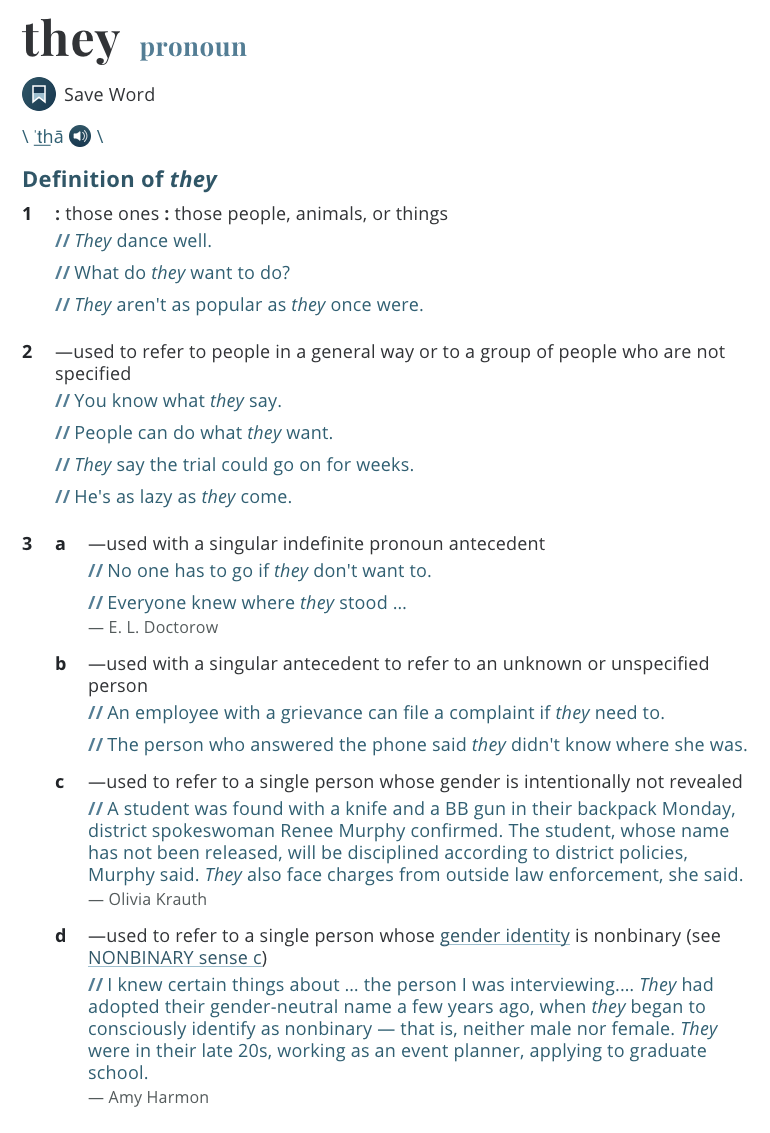 they pronoun
Save Word
\ ˈt͟hā \
Definition of they
1 : those ones : those people, animals, or things
// They dance well.
// What do they want to do?
// They aren't as popular as they once were.
2 —used to refer to people in a general way or to a group of people who are not
specified
// You know what they say.
// People can do what they want.
// They say the trial could go on for weeks.
// He's as lazy as they come.
3 a —used with a singular indefinite pronoun antecedent
// No one has to go if they don't want to.
// Everyone knew where they stood ...
— E. L. Doctorow
b —used with a singular antecedent to refer to an unknown or unspecified
person
// An employee with a grievance can file a complaint if they need to.
// The person who answered the phone said they didn't know where she was.
c —used to refer to a single person whose gender is intentionally not revealed
// A student was found with a knife and a BB gun in their backpack Monday,
district spokeswoman Renee Murphy confirmed. The student, whose name
has not been released, will be disciplined according to district policies,
Murphy said. They also face charges from outside law enforcement, she said.
— Olivia Krauth
d —used to refer to a single person whose gender identity is nonbinary (see
NONBINARY sense c)
// I knew certain things about ... the person I was interviewing.... They had
adopted their gender-neutral name a few years ago, when they began to
consciously identify as nonbinary — that is, neither male nor female. They
were in their late 20s, working as an event planner, applying to graduate
school.
— Amy Harmon